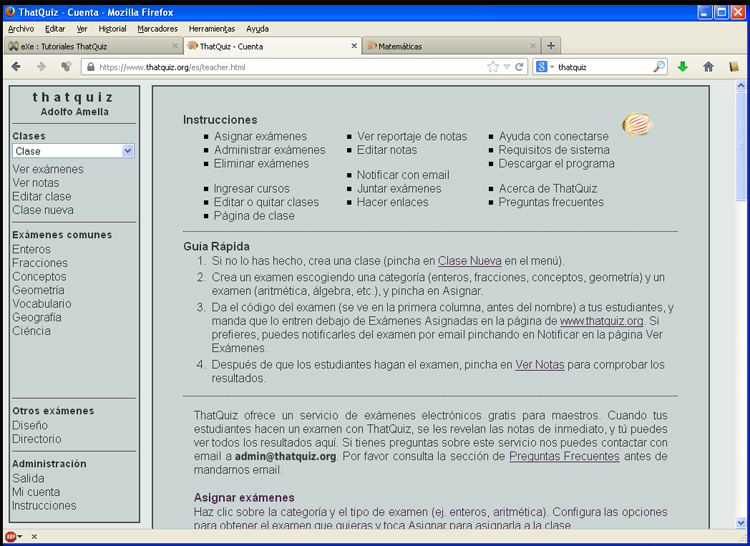 ThatQuiz - Cuenta - Mozilla Firefox
Archivo Editar Ver Historial Marcadores Herramientas Ayuda
eXe : Tutoriales ThatQuiz
ThatQuiz - Cuenta
Matemáticas
https://www.thatquiz.org/es/teacher.html
thatquiz
thatquiz
Adolfo Amella
Clases
Clase
Ver exámenes
Ver notas
Editar clase
Clase nueva
Exámenes comunes
Enteros
Fracciones
Conceptos
Geometría
Vocabulario
Geografía
Ciéncia
Otros exámenes
Diseño
Directorio
Administración
Salida
Mi cuenta
Instrucciones
Instrucciones
Asignar exámenes
Administrar exámenes
Eliminar exámenes
Ingresar cursos
Editar o quitar clases
Página de clase
Ver reportaje de notas
Editar notas
Notificar con email
Juntar exámenes
Hacer enlaces
Ayuda con conectarse
Requisitos de sistema
Descargar el programa
Acerca de ThatQuiz
Preguntas frecuentes
Guía Rápida
1. Si no lo has hecho, crea una clase (pincha en Clase Nueva en el menú).
2. Crea un examen escogiendo una categoría (enteros, fracciones, conceptos, geometría) y un
examen (aritmética, álgebra, etc.), y pincha en Asignar.
3. Da el código del examen (se ve en la primera columna, antes del nombre) a tus estudiantes, y
manda que lo entren debajo de Exámenes Asignadas en la página de www.thatquiz.org. Si
prefieres, puedes notificarles del examen por email pinchando en Notificar en la página Ver
Exámenes.
4. Después de que los estudiantes hagan el examen, pincha en Ver Notas para comprobar los
resultados.
ThatQuiz ofrece un servicio de exámenes electrónicos gratis para maestros. Cuando tus
estudiantes hacen un examen con ThatQuiz, se les revelan las notas de inmediato, y tú puedes
ver todos los resultados aquí. Si tienes preguntas sobre este servicio nos puedes contactar con
email a admin@thatquiz.org. Por favor consulta la sección de Preguntas Frecuentes antes de
mandarnos email.
Asignar exámenes
Haz clic sobre la categoría y el tipo de examen (ej. enteros, aritmética). Configura las opciones
para obtener el examen que quieras y toca Asignar para asignarla a la clase.
ABP